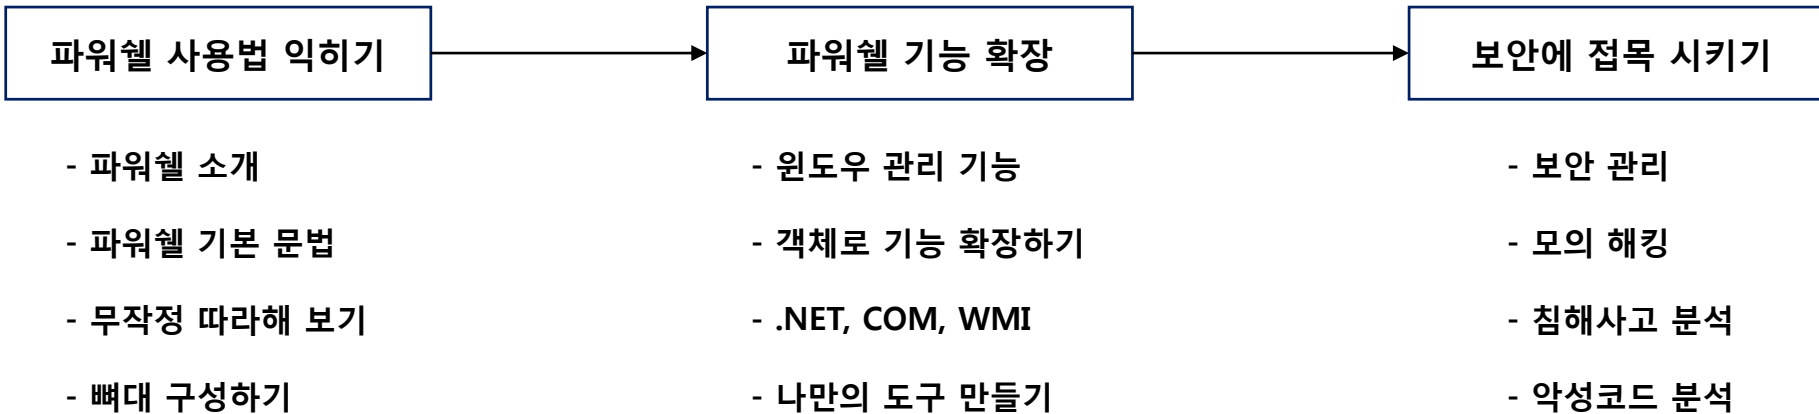 파워쉘 사용법 익히기
- 파워쉘 소개
- 파워쉘 기본 문법
- 무작정 따라해 보기
- 뼈대 구성하기
파워쉘 기능 확장
- 윈도우 관리 기능
- 객체로 기능 확장하기
- .NET, COM, WMI
- 나만의 도구 만들기
보안에 접목 시키기
- 보안 관리
- 모의 해킹
- 침해사고 분석
- 악성코드 분석